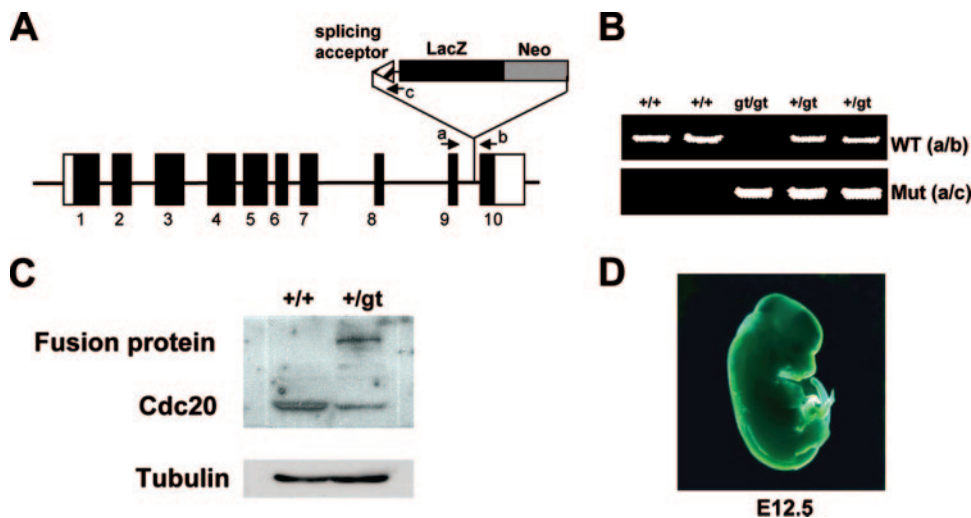 A
splicing
acceptor
LacZ
Neo
c
a
b
1 2 3 4 5 6 7 8 9 10
B
+/+ +/+ gt/gt +/gt +/gt
WT (a/b)
Mut (a/c)
C
+/+ +/gt
Fusion protein
Cdc20
Tubulin
D
E12.5